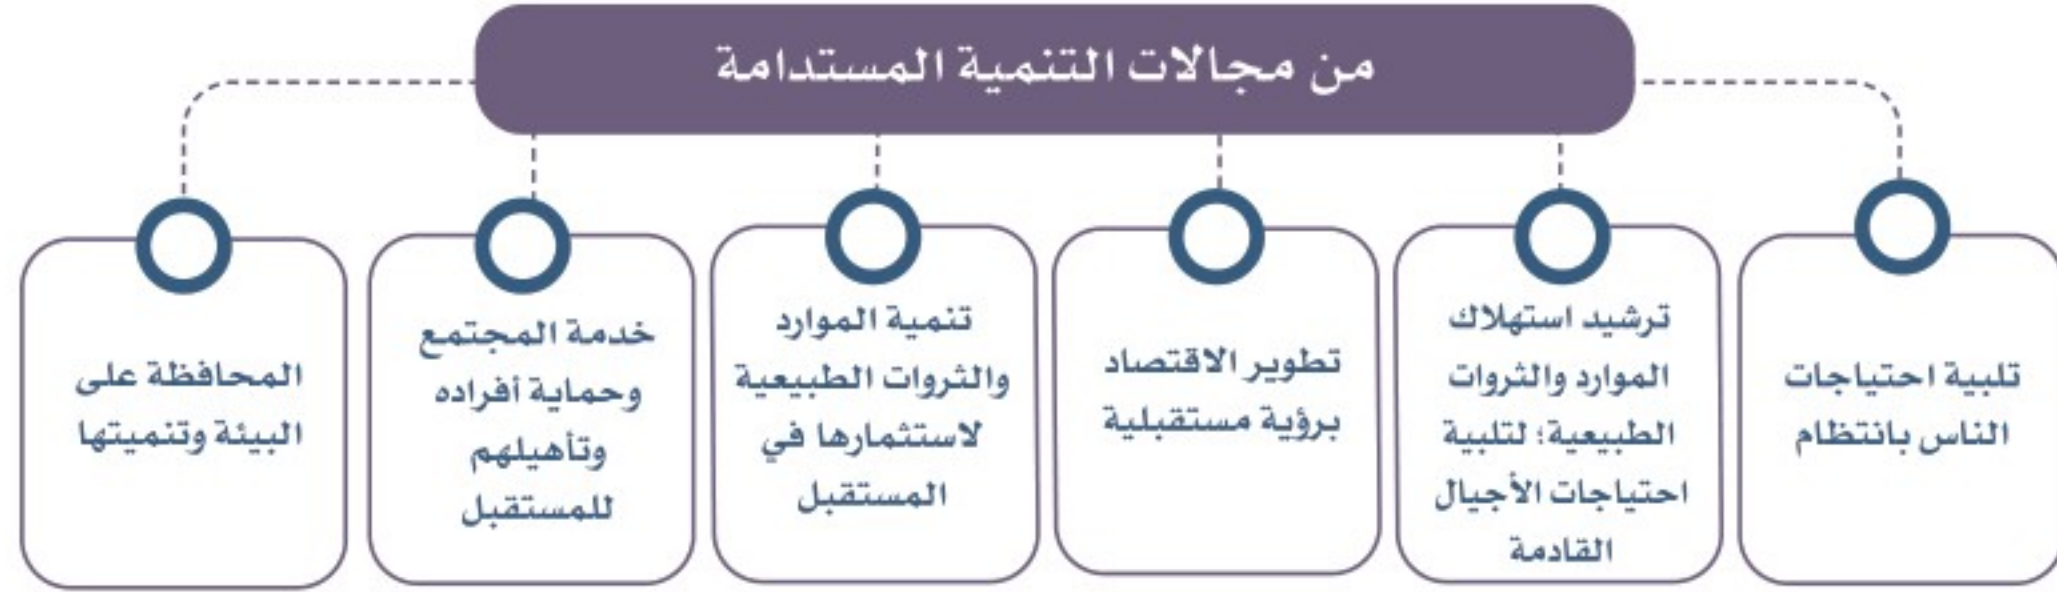 من مجالات التنمية المستدامة
تلبية احتياجات
الناس بانتظام
ترشيد استهلاك
الموارد والثروات
الطبيعية؛ لتلبية
احتياجات الأجيال
القادمة
تطوير الاقتصاد
برؤية مستقبلية
تنمية الموارد
والثروات الطبيعية
لاستثمارها في
المستقبل
خدمة المجتمع
وحماية أفراده
وتأهيلهم
للمستقبل
المحافظة على
البيئة وتنميتها